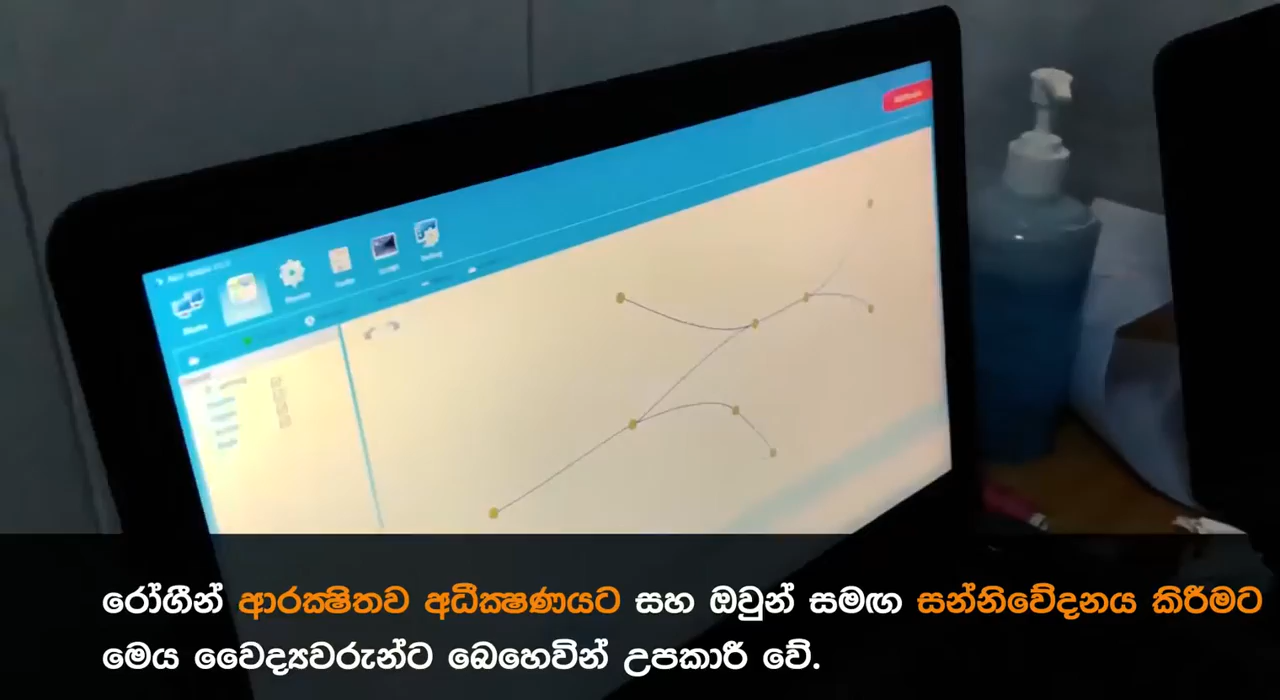 රෝගීන් ආරක්ෂිතව අධීක්ෂණයට සහ ඔවුන් සමඟ සන්නිවේදනය කිරීමට
මෙය වෛද්‍යවරුන්ට බෙහෙවින් උපකාරී වේ.